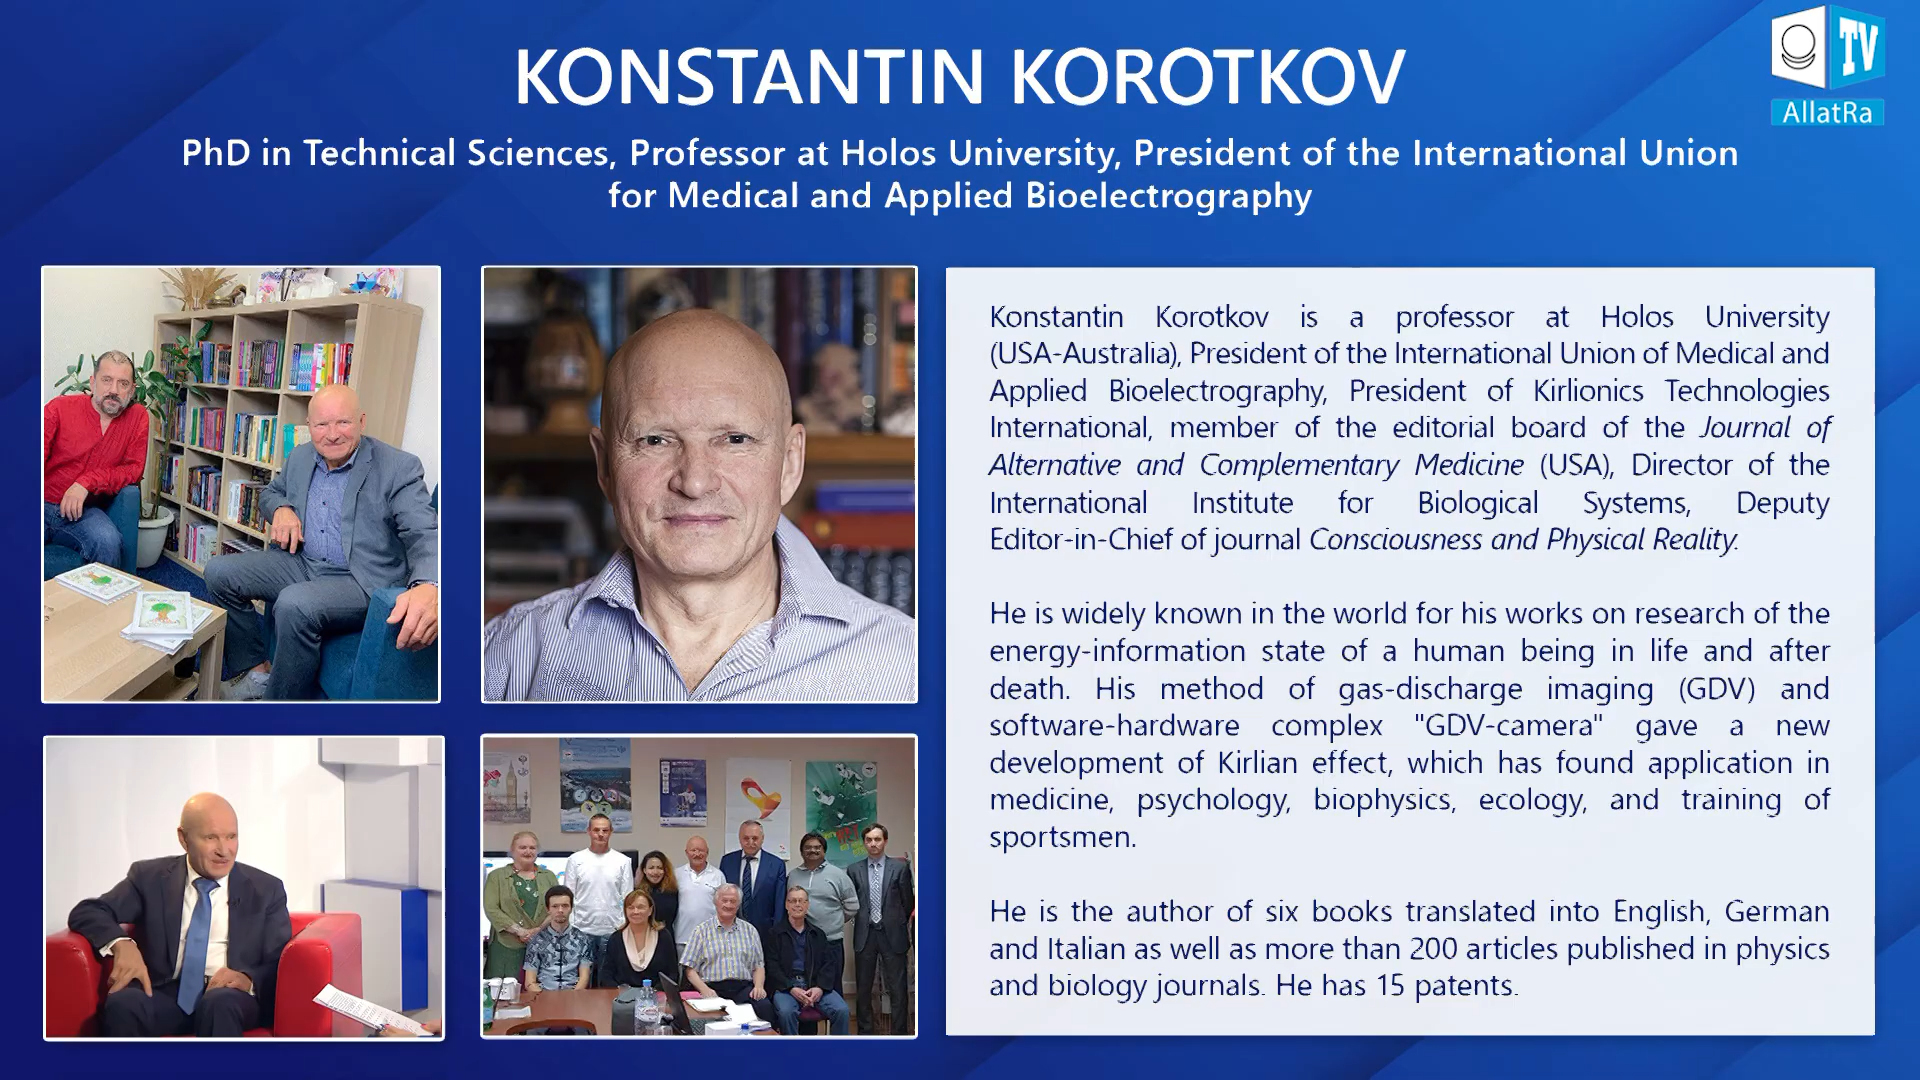 TV
AllatRa
KONSTANTIN KOROTKOV
PhD in Technical Sciences, Professor at Holos University, President of the International Union
for Medical and Applied Bioelectrography
Konstantin Korotkov is a professor at Holos University
(USA-Australia), President of the International Union of Medical and
Applied Bioelectrography, President of Kirlionics Technologies
International, member of the editorial board of the Journal of
Alternative and Complementary Medicine (USA), Director of the
International Institute for Biological Systems, Deputy
Editor-in-Chief of journal Consciousness and Physical Reality.
He is widely known in the world for his works on research of the
energy-information state of a human being in life and after
death. His method of gas-discharge imaging (GDV) and
software-hardware complex "GDV-camera" gave a new
development of Kirlian effect, which has found application in
medicine, psychology, biophysics, ecology, and training of
sportsmen.
He is the author of six books translated into English, German
and Italian as well as more than 200 articles published in physics
and biology journals. He has 15 patents.